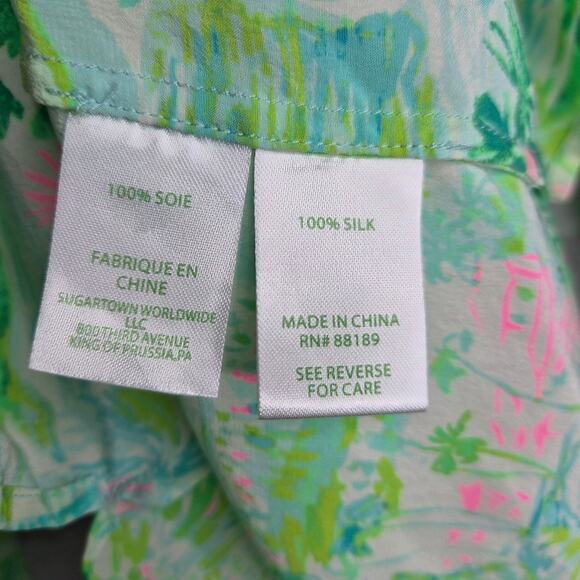 100% SOIE
FABRIQUE EN
CHINE
SUGARTOWN WORLDWIDE
LLC
800 THIRD AVENUE
KING OF PRUSSIA,PA
100% SILK
MADE IN CHINA
RN# 88189
SEE REVERSE
FOR CARE